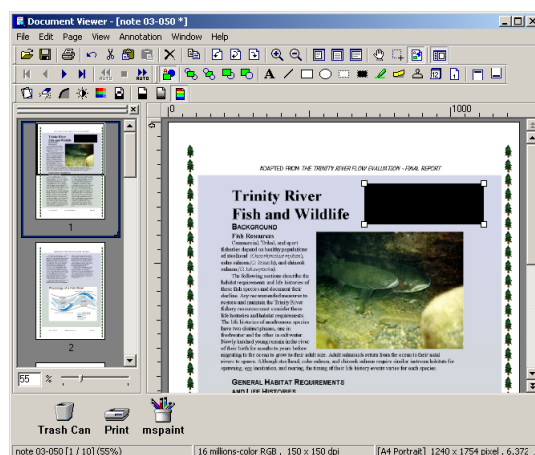 Document Viewer - [note 03-050 *]
File Edit Page View Annotation Window Help
AUTO AUTO
0 1000
ADAPTED FROM THE TRINITY RIVER FLOW EVALUATION - FINAL REPORT
Trinity River
Fish and Wildlife
BACKGROUND
Fish Resources
Commercial, Tribal, and sport
fisheries depend on healthy populations
of steelhead
coho salmon and chinook
salmon
The following sections describe the
habitat requirements and life histories of
these fish species and document their
decline. Any recommended measures to
restore and maintain the Trinity River
fishery resources must consider these
life histories and habitat requirements.
The life histories of anadromous species
have two distinct phases, one in
freshwater and the other in salt water.
Newly hatched young remain in the river
of their birth for months to years before
migrating to the ocean to grow to their adult size. Adult salmonids return from the ocean to their natal
rivers to spawn. Although steelhead, coho salmon, and chinook salmon require similar instream habitats for
spawning, egg incubation, and rearing, the timing of their life history events varies for each species.
GENERAL HABITAT REQUIREMENTS
AND LIFE HISTORIES
1
2
55 %
Trash Can Print mspaint
note 03-050 [1 / 10] (55%) 16 millions-color RGB , 150 x 150 dpi [A4 Portrait] 1240 x 1754 pixel , 6.372